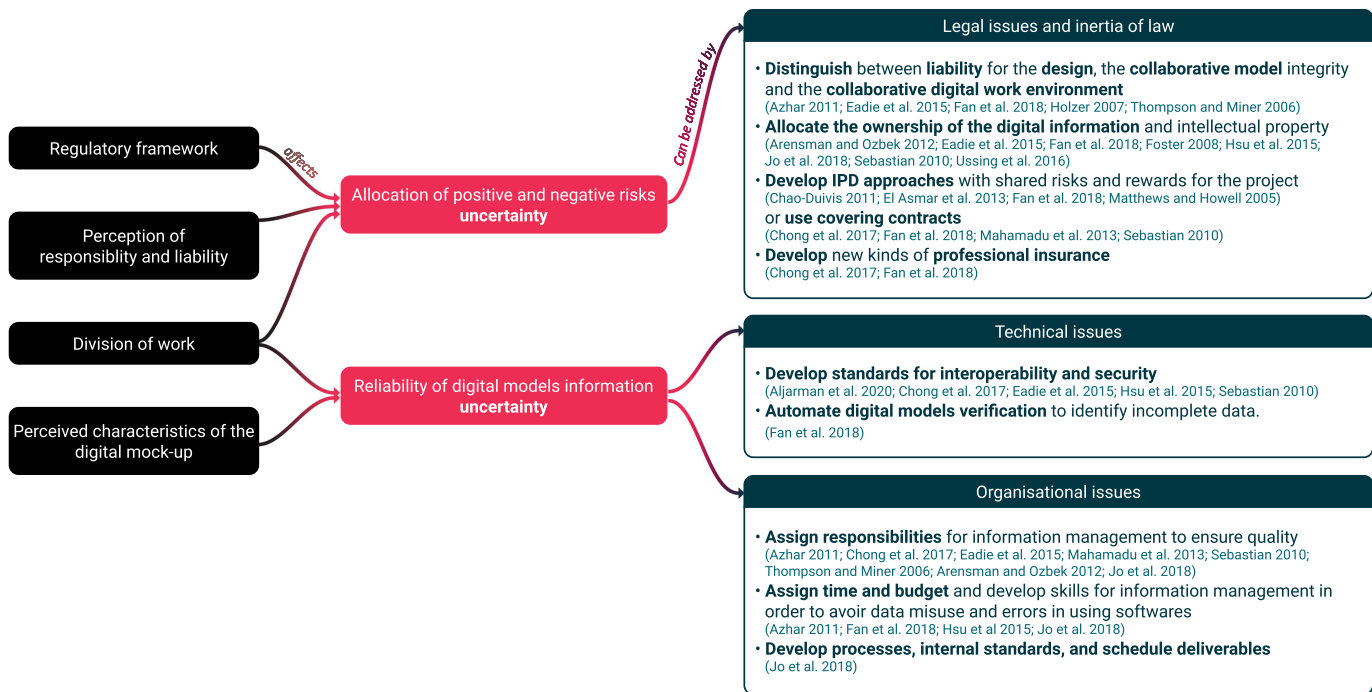 Regulatory framework
affects
Perception of
responsiblity and liability
Division of work
Perceived characteristics of the
digital mock-up
Allocation of positive and negative risks
uncertainty
Reliability of digital models information
uncertainty
Can be addressed by
Legal issues and inertia of law
• Distinguish between liability for the design, the collaborative model integrity
and the collaborative digital work environment
(Azhar 2011; Eadie et al. 2015; Fan et al. 2018; Holzer 2007; Thompson and Miner 2006)
• Allocate the ownership of the digital information and intellectual property
(Arensman and Ozbek 2012; Eadie et al. 2015; Fan et al. 2018; Foster 2008; Hsu et al. 2015;
Jo et al. 2018; Sebastian 2010; Ussing et al. 2016)
• Develop IPD approaches with shared risks and rewards for the project
(Chao-Duivis 2011; El Asmar et al. 2013; Fan et al. 2018; Matthews and Howell 2005)
or use covering contracts
(Chong et al. 2017; Fan et al. 2018; Mahamadu et al. 2013; Sebastian 2010)
• Develop new kinds of professional insurance
(Chong et al. 2017; Fan et al. 2018)
Technical issues
• Develop standards for interoperability and security
(Aljarman et al. 2020; Chong et al. 2017; Eadie et al. 2015; Hsu et al. 2015; Sebastian 2010)
• Automate digital models verification to identify incomplete data.
(Fan et al. 2018)
Organisational issues
• Assign responsibilities for information management to ensure quality
(Azhar 2011; Chong et al. 2017; Eadie et al. 2015; Mahamadu et al. 2013; Sebastian 2010;
Thompson and Miner 2006; Arensman and Ozbek 2012; Jo et al. 2018)
• Assign time and budget and develop skills for information management in
order to avoir data misuse and errors in using softwares
(Azhar 2011; Fan et al. 2018; Hsu et al 2015; Jo et al. 2018)
• Develop processes, internal standards, and schedule deliverables
(Jo et al. 2018)